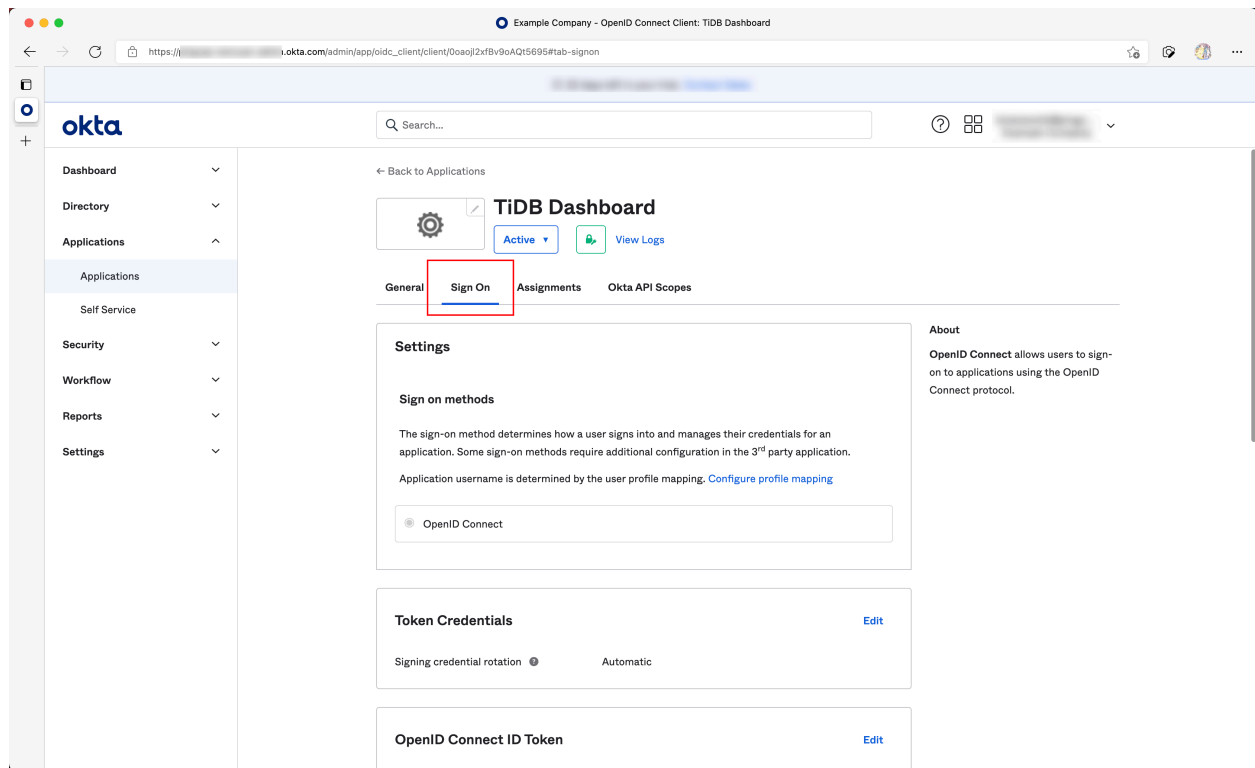 Example Company - OpenID Connect Client: TiDB Dashboard
https://
.okta.com/admin/app/oidc_client/client/0oaojl2xfBv9oAQt5695#tab-signon
okta
Search...
Dashboard
Directory
Applications
Applications
Self Service
Security
Workflow
Reports
Settings
← Back to Applications
TiDB Dashboard
Active ▼
View Logs
General
Sign On
Assignments
Okta API Scopes
Settings
Sign on methods
The sign-on method determines how a user signs into and manages their credentials for an
application. Some sign-on methods require additional configuration in the 3rd party application.
Application username is determined by the user profile mapping. Configure profile mapping
OpenID Connect
Token Credentials
Edit
Signing credential rotation
Automatic
OpenID Connect ID Token
Edit
About
OpenID Connect allows users to sign-
on to applications using the OpenID
Connect protocol.